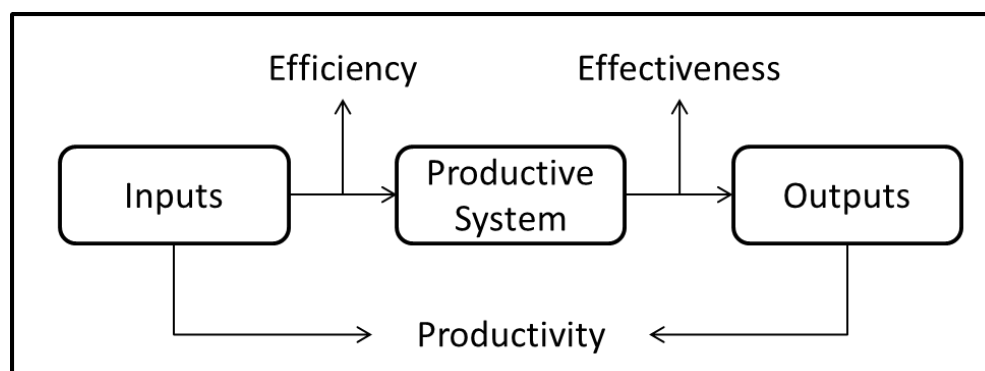 Efficiency
Effectiveness
Inputs
Productive
System
Outputs
Productivity